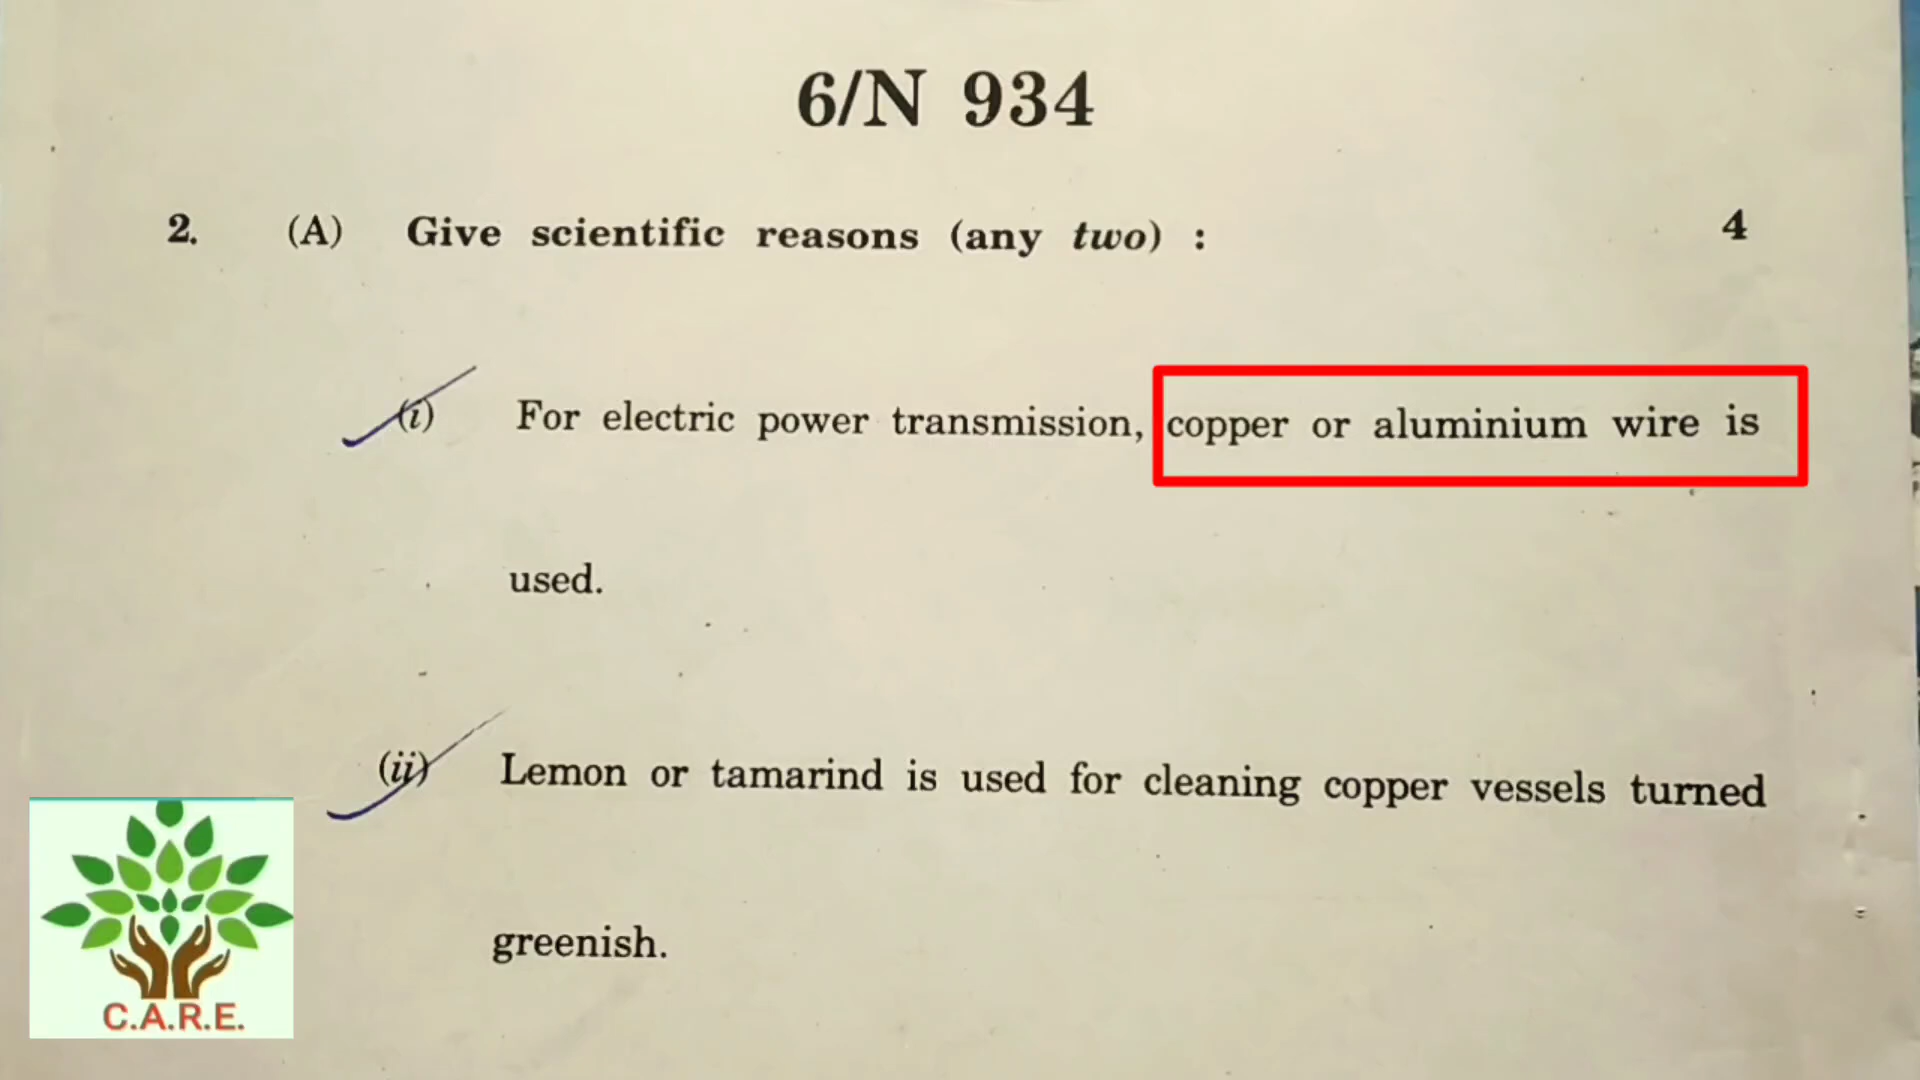 6/N 934
2. (A) Give scientific reasons (any two) : 4
(i) For electric power transmission, copper or aluminium wire is
used.
(ii) Lemon or tamarind is used for cleaning copper vessels turned
greenish.
C.A.R.E.